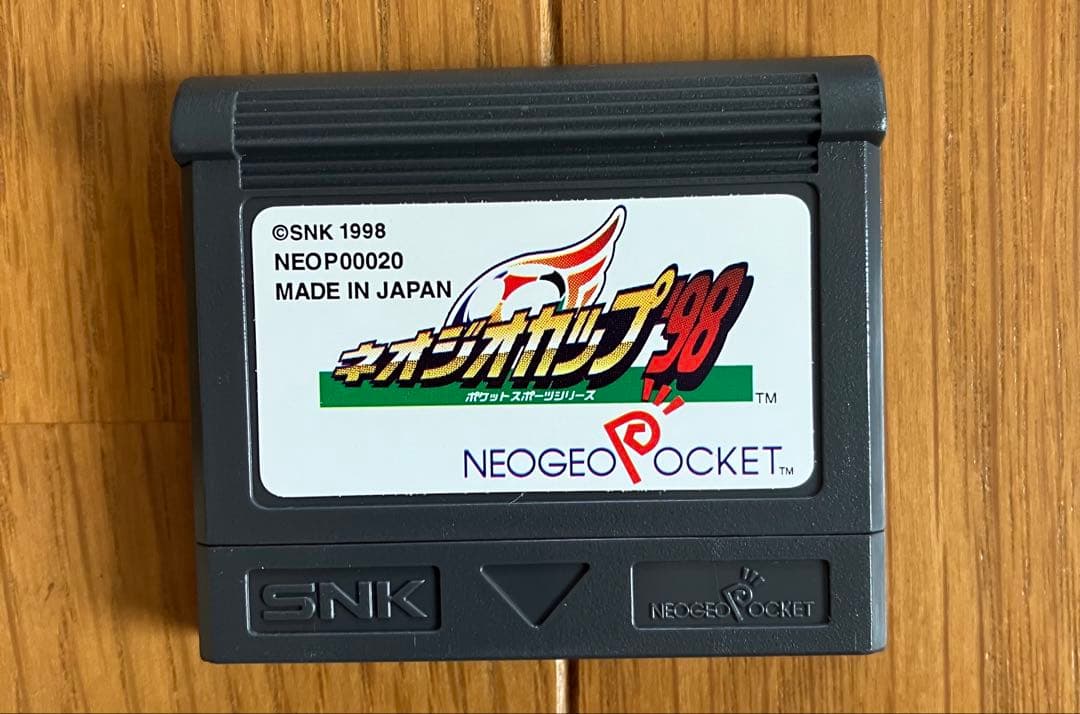 ©SNK 1998
NEOP00020
MADE IN JAPAN
ネオジオカップ'98
ポケットスポーツシリーズ
TM
NEOGEO POCKET TM
SNK
NEOGEO POCKET